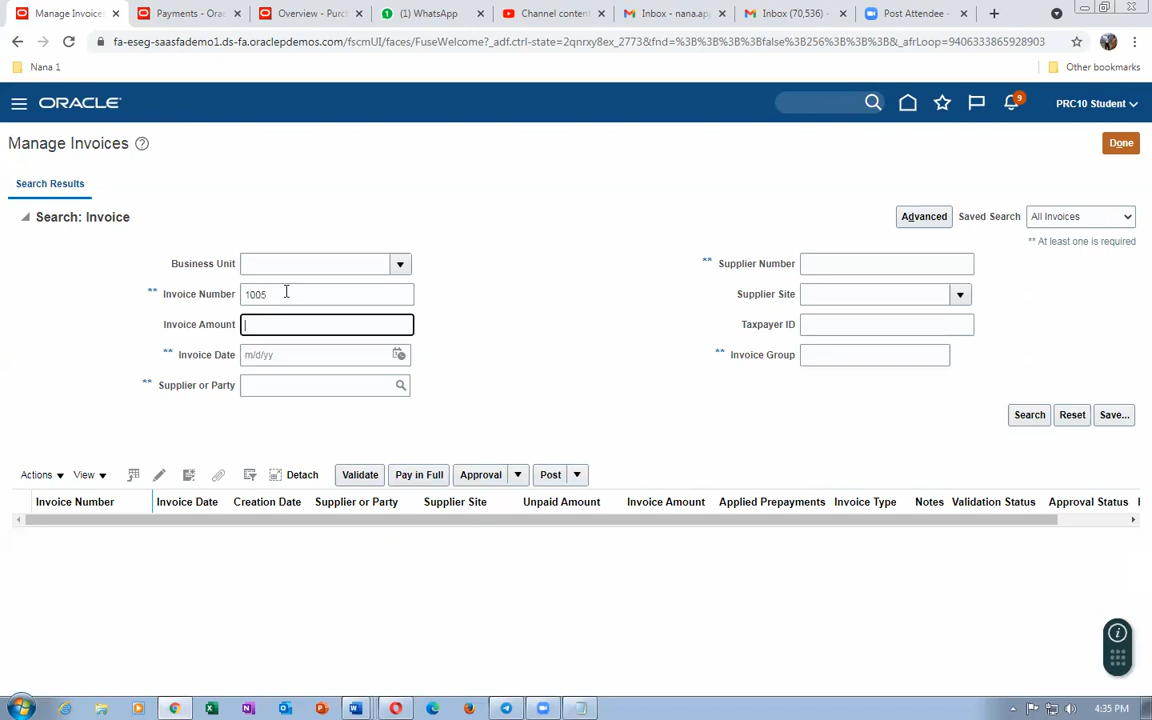 Manage Invoices
Payments - Orac
Overview - Purch
(1) WhatsApp
Channel content
Inbox - nana.app
Inbox (70,536) -
Post Attendee -
fa-eseg-saasfademo1.ds-fa.oraclepdemos.com/fscmUI/faces/FuseWelcome?_adf.ctrl-state=2qnrxy8ex_2773&fnd=%3B%3B%3B%3Bfalse%3B256%3B%3B%3B&_afrLoop=9406333865928903
Nana 1
Other bookmarks
ORACLE
9
PRC10 Student
Manage Invoices
Done
Search Results
Search: Invoice
Advanced
Saved Search
All Invoices
** At least one is required
Business Unit
** Supplier Number
** Invoice Number 1005
Supplier Site
Invoice Amount
Taxpayer ID
** Invoice Date m/d/yy
** Invoice Group
** Supplier or Party
Search
Reset
Save...
Actions
View
Detach
Validate
Pay in Full
Approval
Post
Invoice Number
Invoice Date
Creation Date
Supplier or Party
Supplier Site
Unpaid Amount
Invoice Amount
Applied Prepayments
Invoice Type
Notes
Validation Status
Approval Status
4:35 PM